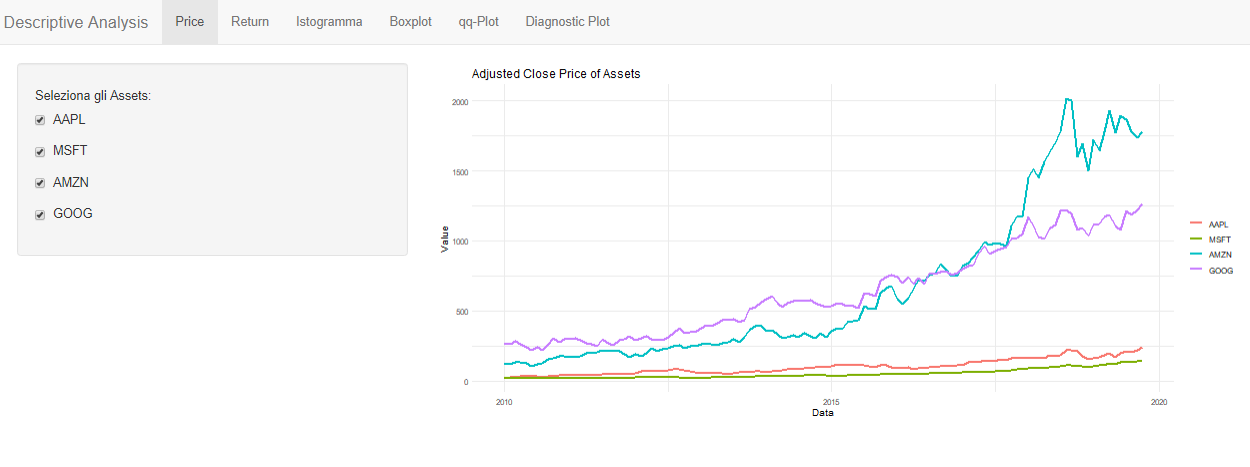 Descriptive Analysis Price Return Istogramma Boxplot qq-Plot Diagnostic Plot
Seleziona gli Assets:
AAPL
MSFT
AMZN
GOOG
Adjusted Close Price of Assets
Value
2000
1500
1000
500
0
2010 2015 2020
Data
AAPL
MSFT
AMZN
GOOG